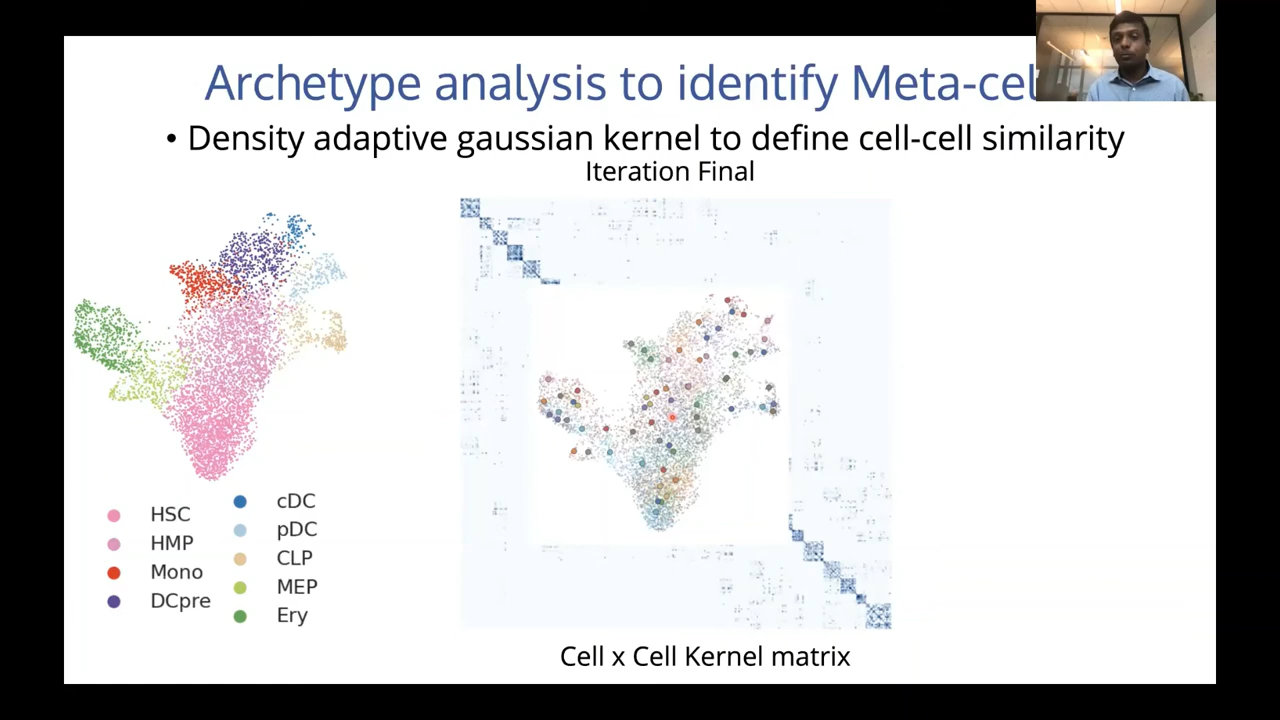 Archetype analysis to identify Meta-cel
• Density adaptive gaussian kernel to define cell-cell similarity
Iteration Final
HSC
HMP
Mono
DCpre
cDC
pDC
CLP
MEP
Ery
Cell x Cell Kernel matrix